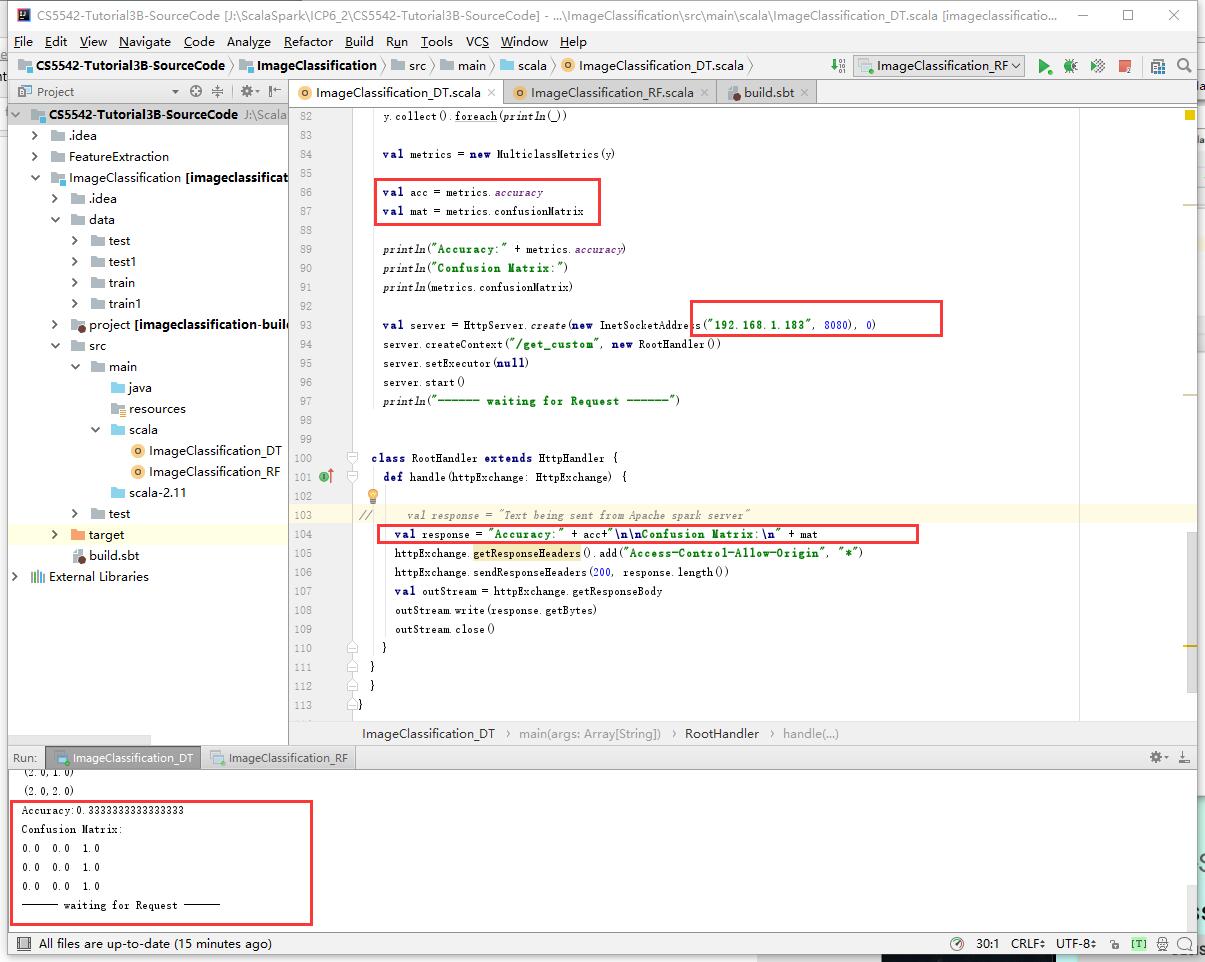 CS5542-Tutorial3B-SourceCode [J:\ScalaSpark\ICP6_2\CS5542-Tutorial3B-SourceCode] - ...\ImageClassification\src\main\scala\ImageClassification_DT.scala [imageclassificatio...
File Edit View Navigate Code Analyze Refactor Build Run Tools VCS Window Help
CS5542-Tutorial3B-SourceCode ImageClassification src main scala ImageClassification_DT.scala ImageClassification_RF
Project ImageClassification_DT.scala ImageClassification_RF.scala build.sbt
CS5542-Tutorial3B-SourceCode J:\Scala
.idea
FeatureExtraction
ImageClassification [imageclassificat
.idea
data
test
test1
train
train1
project [imageclassification-build
src
main
java
resources
scala
ImageClassification_DT
ImageClassification_RF
scala-2.11
test
target
build.sbt
External Libraries
82 y.collect().foreach(println(_))
83
84 val metrics = new MulticlassMetrics(y)
85
86 val acc = metrics.accuracy
87 val mat = metrics.confusionMatrix
88
89 println("Accuracy:" + metrics.accuracy)
90 println("Confusion Matrix:")
91 println(metrics.confusionMatrix)
92
93 val server = HttpServer.create(new InetSocketAddress("192.168.1.183", 8080), 0)
94 server.createContext("/get_custom", new RootHandler())
95 server.setExecutor(null)
96 server.start()
97 println("------ waiting for Request ------")
98
99
100 class RootHandler extends HttpHandler {
101 def handle(httpExchange: HttpExchange) {
102
103 // val response = "Text being sent from Apache spark server"
104 val response = "Accuracy:" + acc+"\n\nConfusion Matrix:\n" + mat
105 httpExchange.getResponseHeaders().add("Access-Control-Allow-Origin", "*")
106 httpExchange.sendResponseHeaders(200, response.length())
107 val outStream = httpExchange.getResponseBody
108 outStream.write(response.getBytes)
109 outStream.close()
110 }
111 }
112 }
113 }
ImageClassification_DT main(args: Array[String]) RootHandler handle(...)
Run: ImageClassification_DT ImageClassification_RF
(2.0,1.0)
(2.0,2.0)
Accuracy:0.3333333333333333
Confusion Matrix:
0.0 0.0 1.0
0.0 0.0 1.0
0.0 0.0 1.0
------ waiting for Request ------
All files are up-to-date (15 minutes ago) 30:1 CRLF UTF-8 [T]